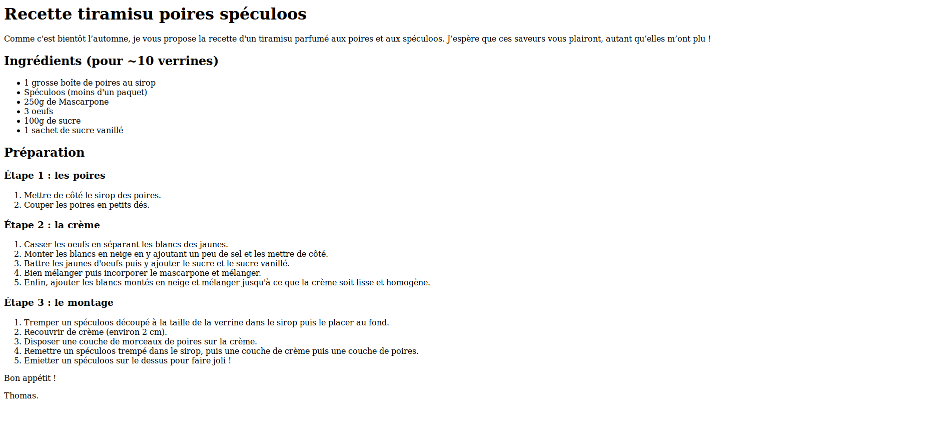 Recette tiramisu poires spéculoos
Comme c'est bientôt l’automne, je vous propose la recette d'un tiramisu parfumé aux poires et aux spéculoos. J’espère que ces saveurs vous plairont, autant qu'elles m’ont plu !
Ingrédients (pour ~10 verrines)
• 1 grosse boîte de poires au sirop
• Spéculoos (moins d'un paquet)
• 250g de Mascarpone
• 3 oeufs
• 100g de sucre
• 1 sachet de sucre vanillé
Préparation
Étape 1 : les poires
1. Mettre de côté le sirop des poires.
2. Couper les poires en petits dés.
Étape 2 : la crème
1. Casser les oeufs en séparant les blancs des jaunes.
2. Monter les blancs en neige en y ajoutant un peu de sel et les mettre de côté.
3. Battre les jaunes d'oeufs puis y ajouter le sucre et le sucre vanillé.
4. Bien mélanger puis incorporer le mascarpone et mélanger.
5. Enfin, ajouter les blancs montés en neige et mélanger jusqu'à ce que la crème soit lisse et homogène.
Étape 3 : le montage
1. Tremper un spéculoos découpé à la taille de la verrine dans le sirop puis le placer au fond.
2. Recouvrir de crème (environ 2 cm).
3. Disposer une couche de morceaux de poires sur la crème.
4. Remettre un spéculoos trempé dans le sirop, puis une couche de crème puis une couche de poires.
5. Emietter un spéculoos sur le dessus pour faire joli !
Bon appétit !
Thomas.